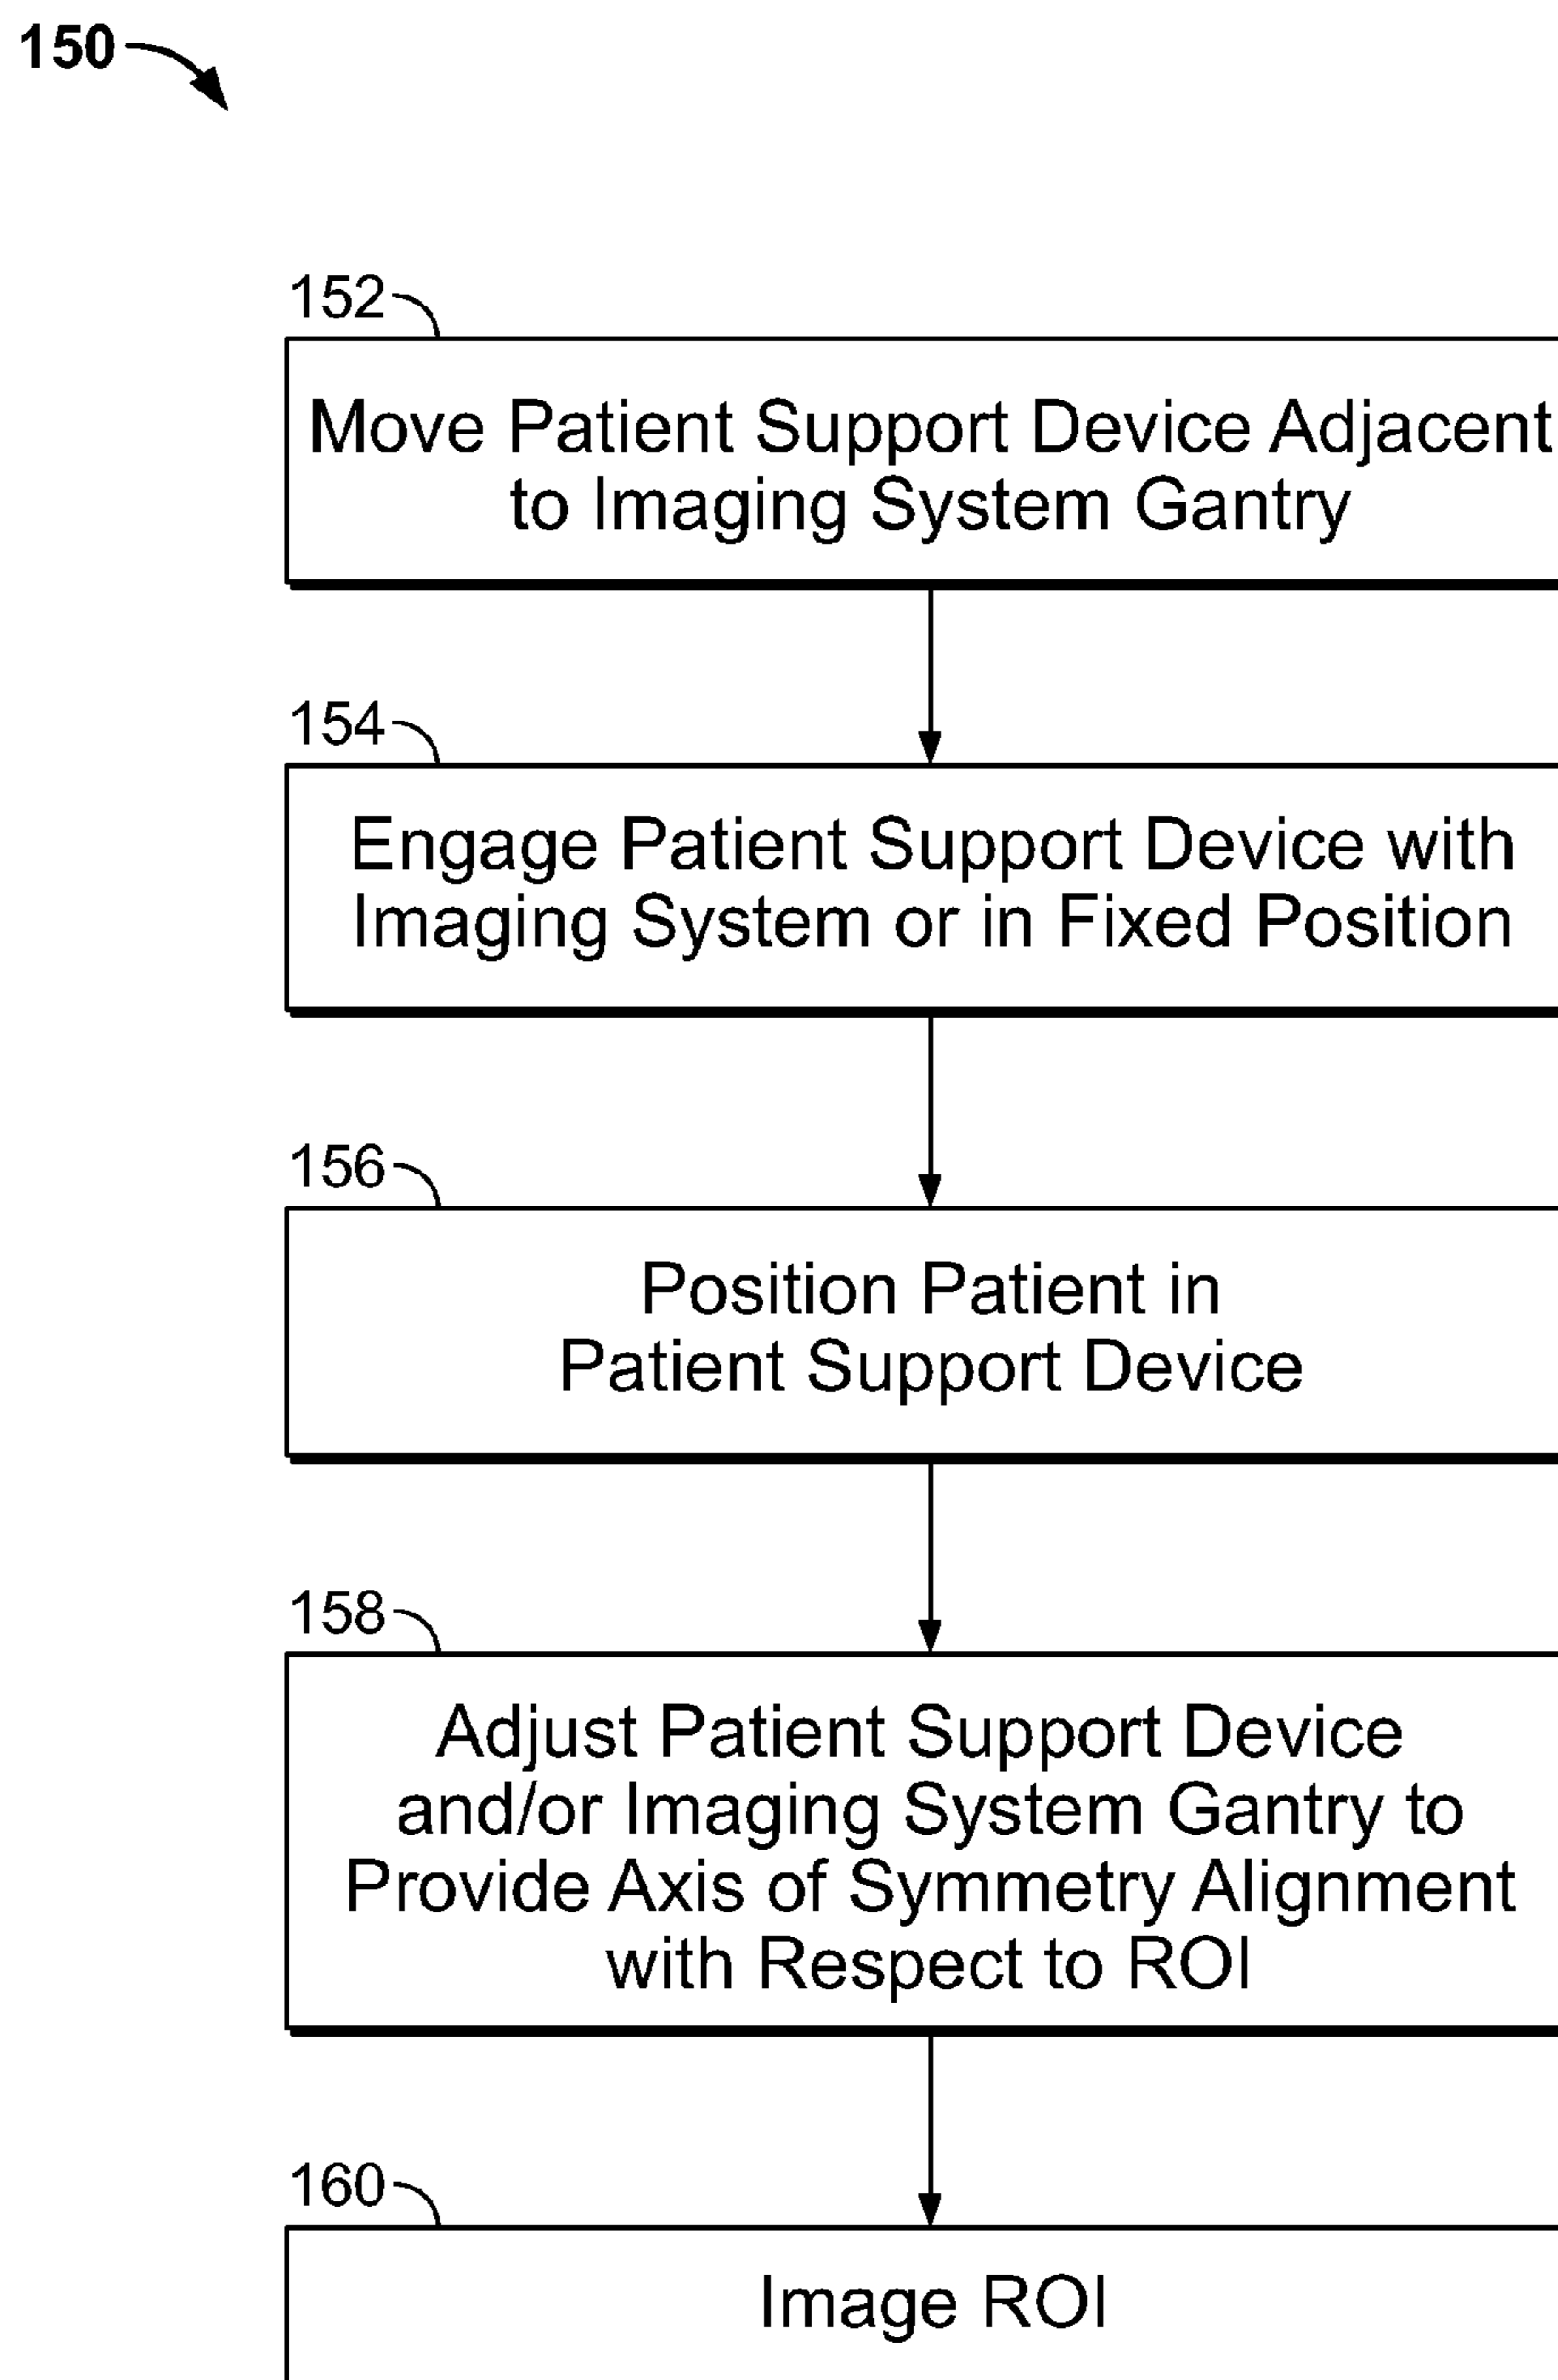 150
152
Move Patient Support Device Adjacent
to Imaging System Gantry
154
Engage Patient Support Device with
Imaging System or in Fixed Position
156
Position Patient in
Patient Support Device
158
Adjust Patient Support Device
and/or Imaging System Gantry to
Provide Axis of Symmetry Alignment
with Respect to ROI
160
Image ROI